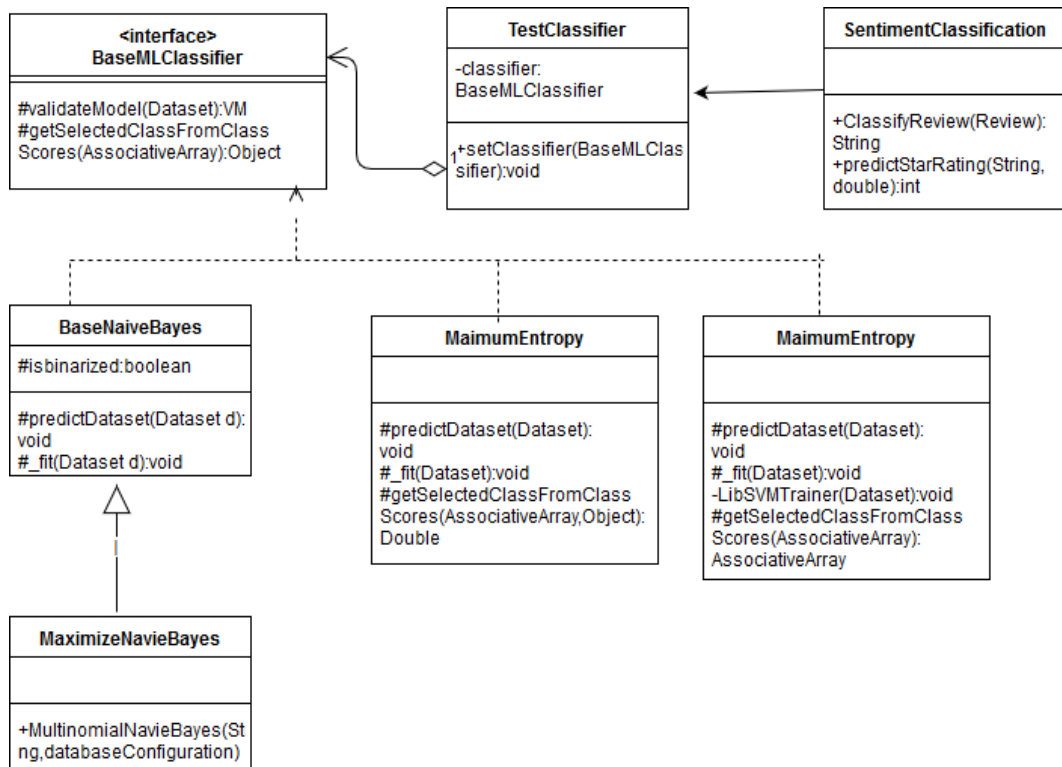 <interface>
BaseMLClassifier
#validateModel(Dataset):VM
#getSelectedClassFromClass
Scores(AssociativeArray):Object
TestClassifier
-classifier:
BaseMLClassifier
1
+setClassifier(BaseMLClas
sifier):void
SentimentClassification
+ClassifyReview(Review):
String
+predictStarRating(String,
double):int
BaseNaiveBayes
#isbinarized:boolean
#predictDataset(Dataset d):
void
#_fit(Dataset d):void
MaimumEntropy
#predictDataset(Dataset):
void
#_fit(Dataset):void
#getSelectedClassFromClass
Scores(AssociativeArray,Object):
Double
MaimumEntropy
#predictDataset(Dataset):
void
#_fit(Dataset):void
-LibSVMTrainer(Dataset):void
#getSelectedClassFromClass
Scores(AssociativeArray):
AssociativeArray
MaximizeNavieBayes
+MultinomialNavieBayes(St
ng,databaseConfiguration)